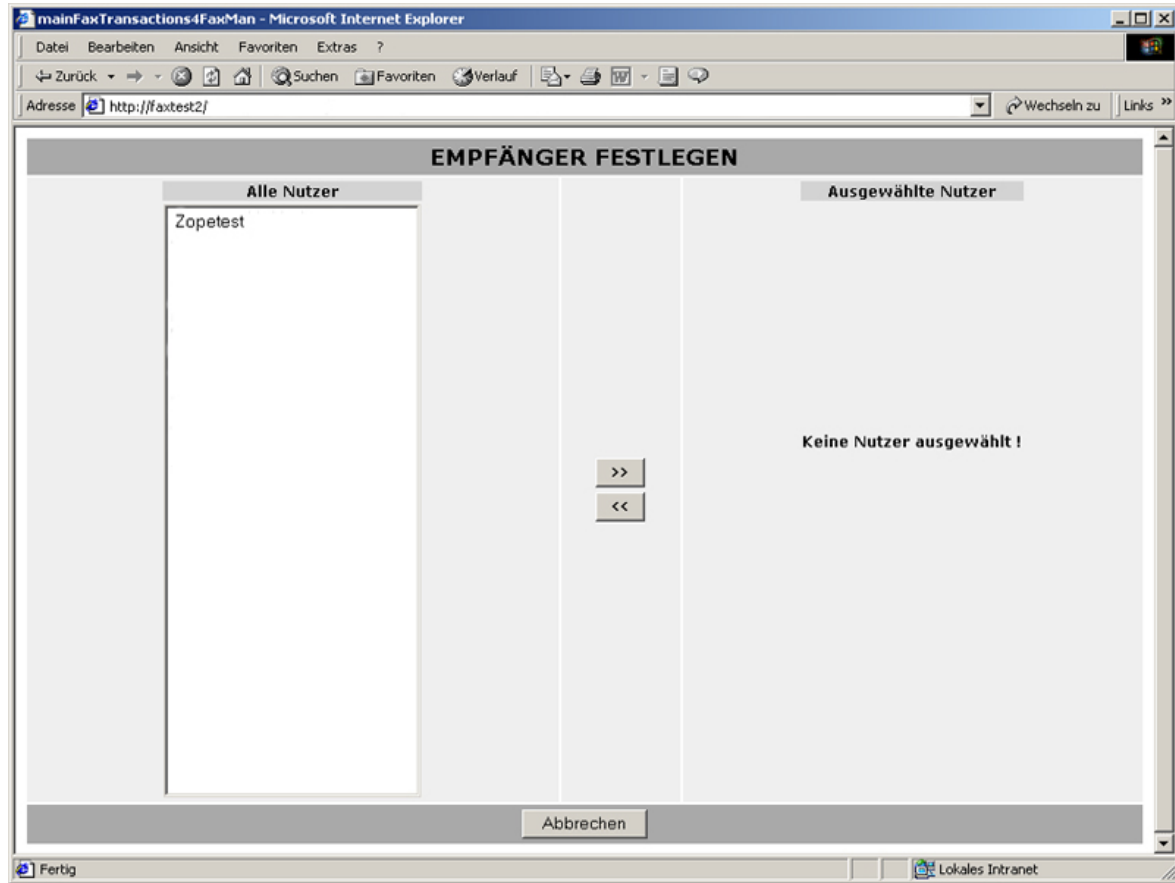 mainFaxTransactions4FaxMan - Microsoft Internet Explorer
Datei Bearbeiten Ansicht Favoriten Extras ?
Zurück Suchen Favoriten Verlauf
Adresse http://faxtest2/ Wechseln zu Links »
EMPFÄNGER FESTLEGEN
Alle Nutzer Ausgewählte Nutzer
Zopetest
Keine Nutzer ausgewählt !
>>
<<
Abbrechen
Fertig Lokales Intranet